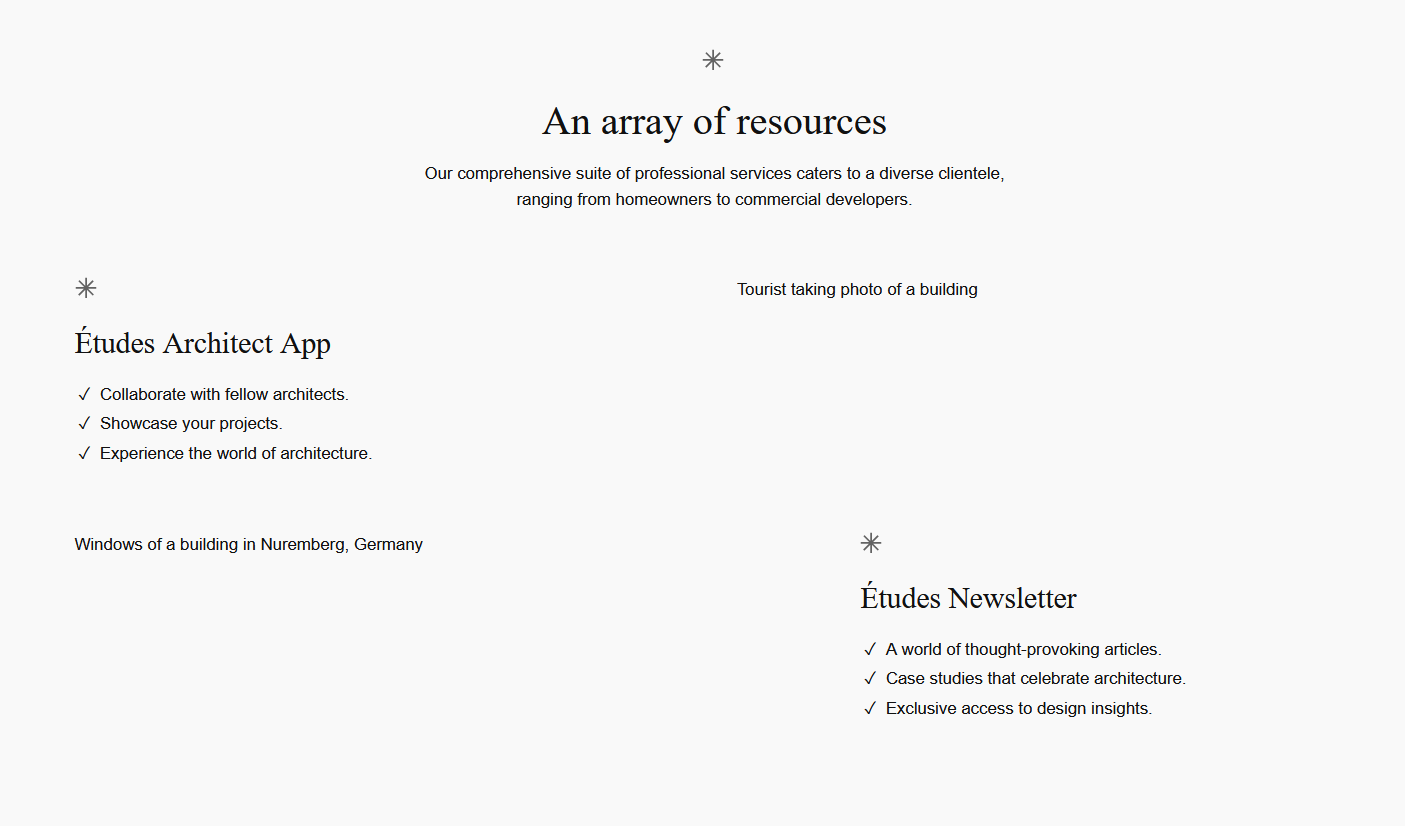 An array of resources
Our comprehensive suite of professional services caters to a diverse clientele,
ranging from homeowners to commercial developers.
Études Architect App
✓ Collaborate with fellow architects.
✓ Showcase your projects.
✓ Experience the world of architecture.
Tourist taking photo of a building
Windows of a building in Nuremberg, Germany
Études Newsletter
✓ A world of thought-provoking articles.
✓ Case studies that celebrate architecture.
✓ Exclusive access to design insights.